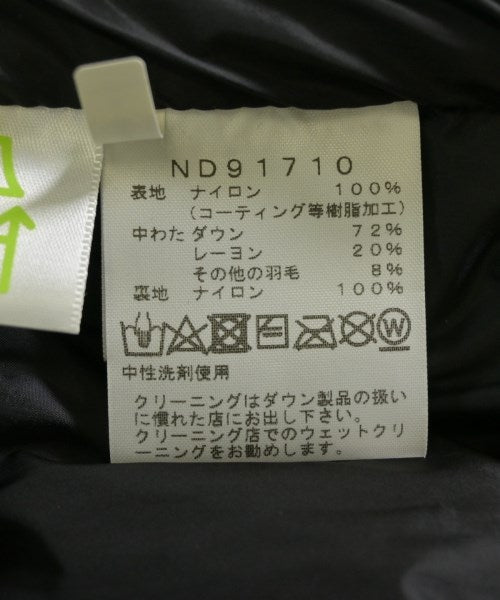 ND91710
表地 ナイロン 100%
(コーティング等樹脂加工)
中わた ダウン 72%
レーヨン 20%
その他の羽毛 8%
裏地 ナイロン 100%
W
中性洗剤使用
クリーニングはダウン製品の扱い
に慣れた店にお出し下さい。
クリーニング店でのウェットクリ
ーニングをお勧めします。